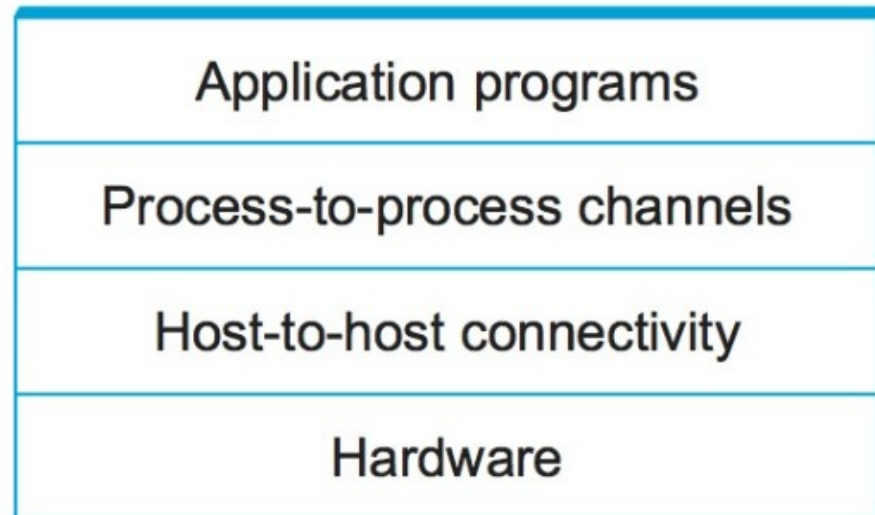 Application programs
Process-to-process channels
Host-to-host connectivity
Hardware